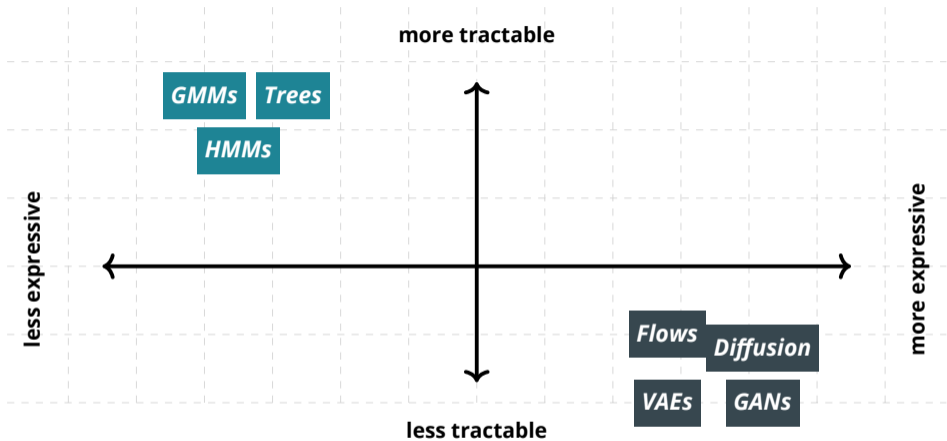 more tractable
GMMs
Trees
HMMs
less expressive
more expressive
Flows
Diffusion
VAEs
GANs
less tractable